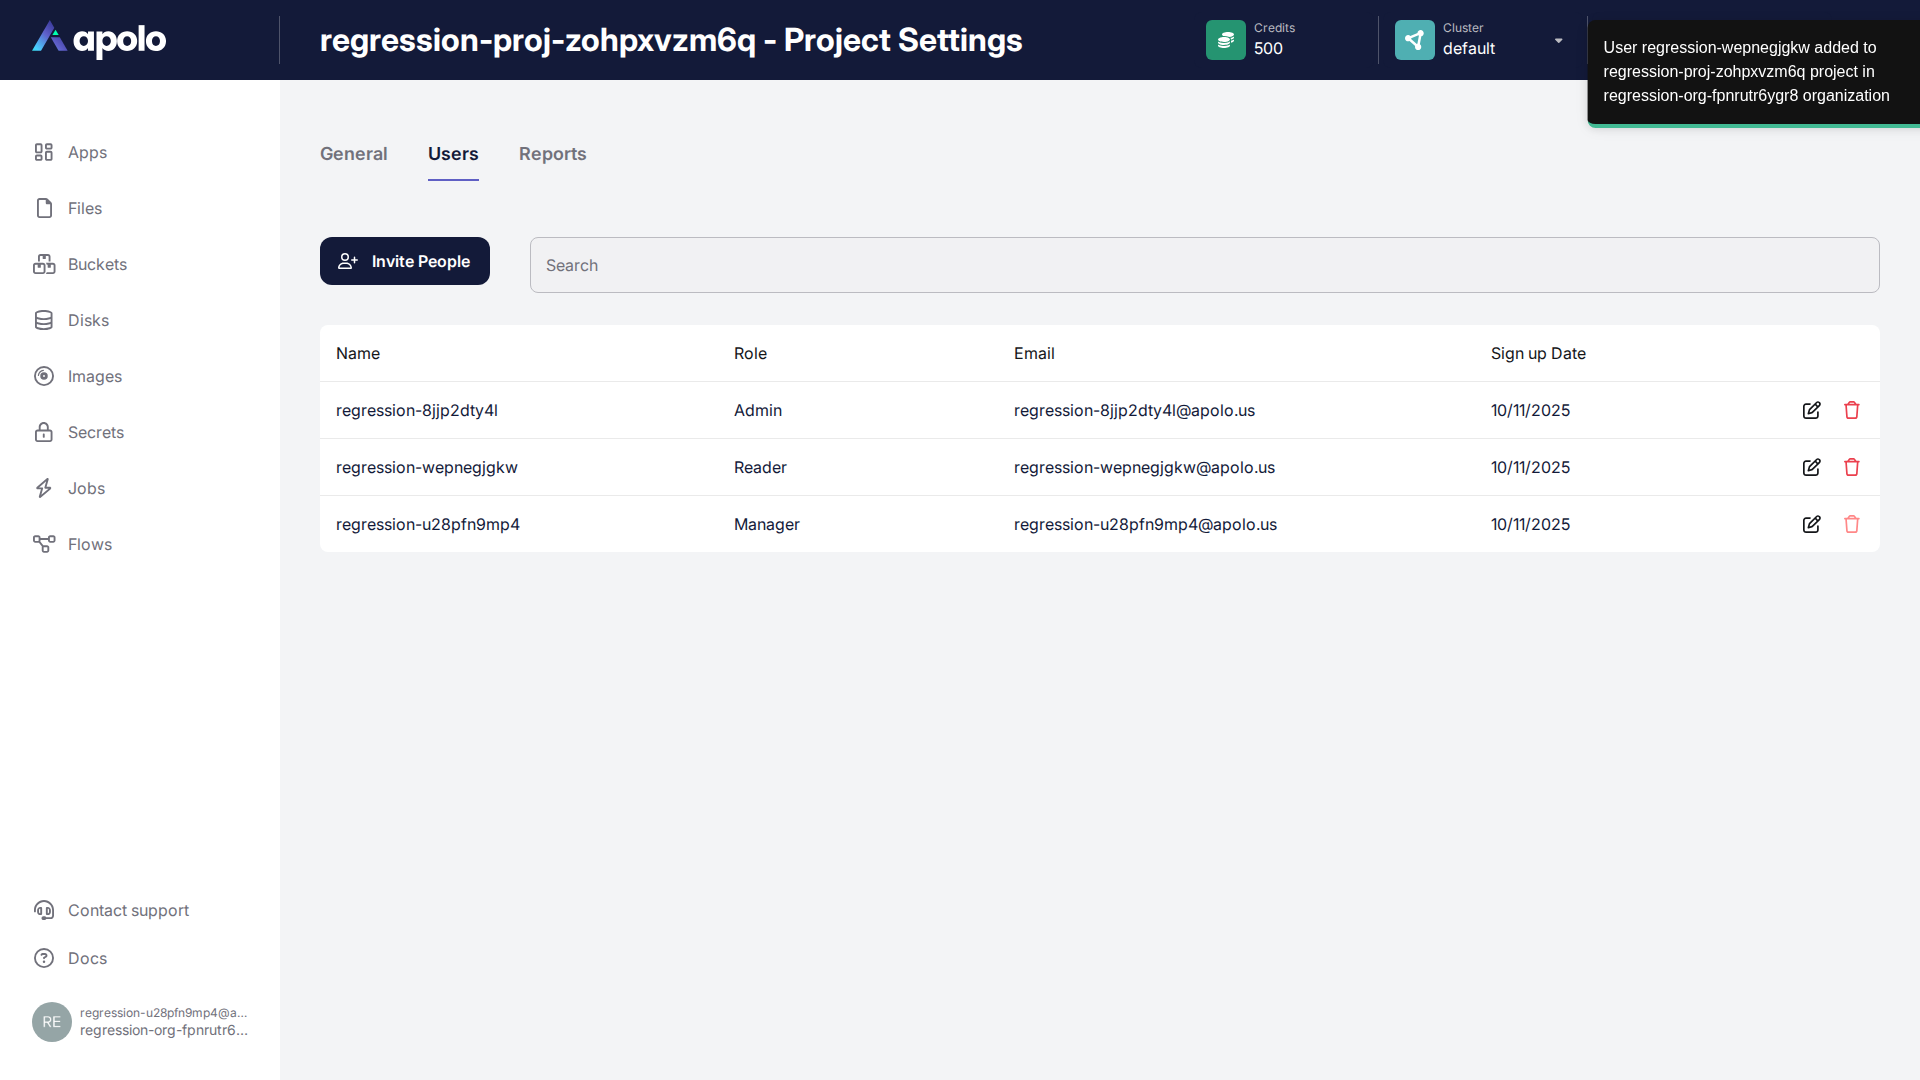 apolo
regression-proj-zohpxvzm6q - Project Settings
Credits
500
Cluster
default
User regression-wepnegjgkw added to
regression-proj-zohpxvzm6q project in
regression-org-fpnrutr6ygr8 organization
Apps
Files
Buckets
Disks
Images
Secrets
Jobs
Flows
Contact support
Docs
RE
regression-u28pfn9mp4@a...
regression-org-fpnrutr6...
General Users Reports
Invite People
Search
Name Role Email Sign up Date
regression-8jjp2dty4l Admin regression-8jjp2dty4l@apolo.us 10/11/2025
regression-wepnegjgkw Reader regression-wepnegjgkw@apolo.us 10/11/2025
regression-u28pfn9mp4 Manager regression-u28pfn9mp4@apolo.us 10/11/2025